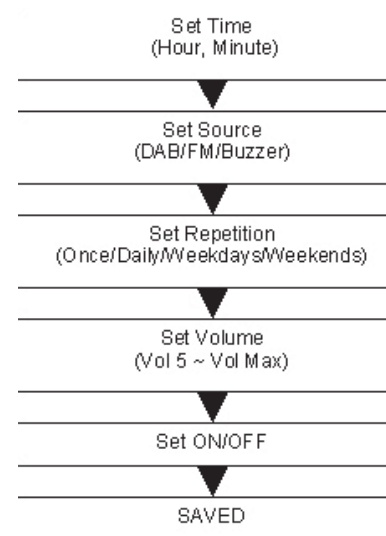 Set Time
(Hour, Minute)
Set Source
(DAB/FM/Buzzer)
Set Repetition
(Once/Daily/Weekdays/Weekends)
Set Volume
(Vol 5 ~ Vol Max)
Set ON/OFF
SAVED